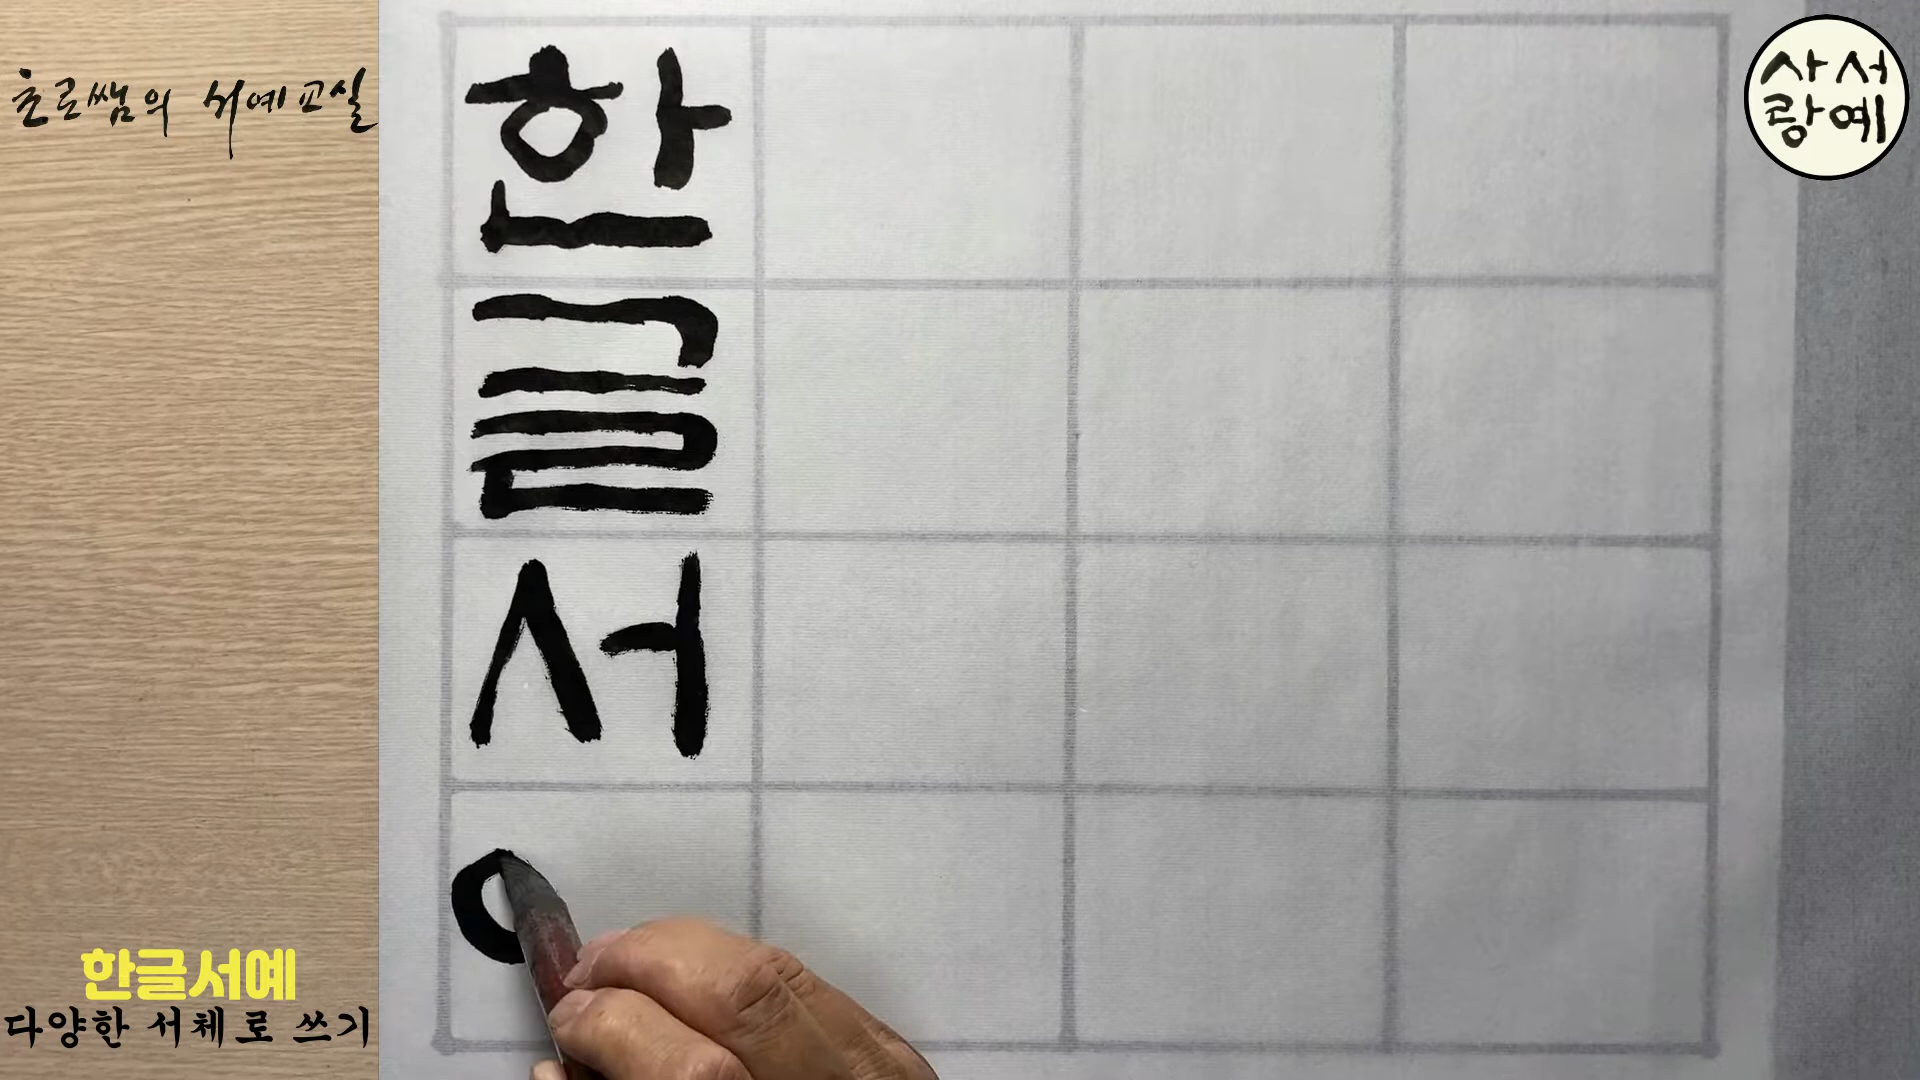 초로쌤의 서예교실
한
글
서
사서
랑예
한글서예
다양한 서체로 쓰기